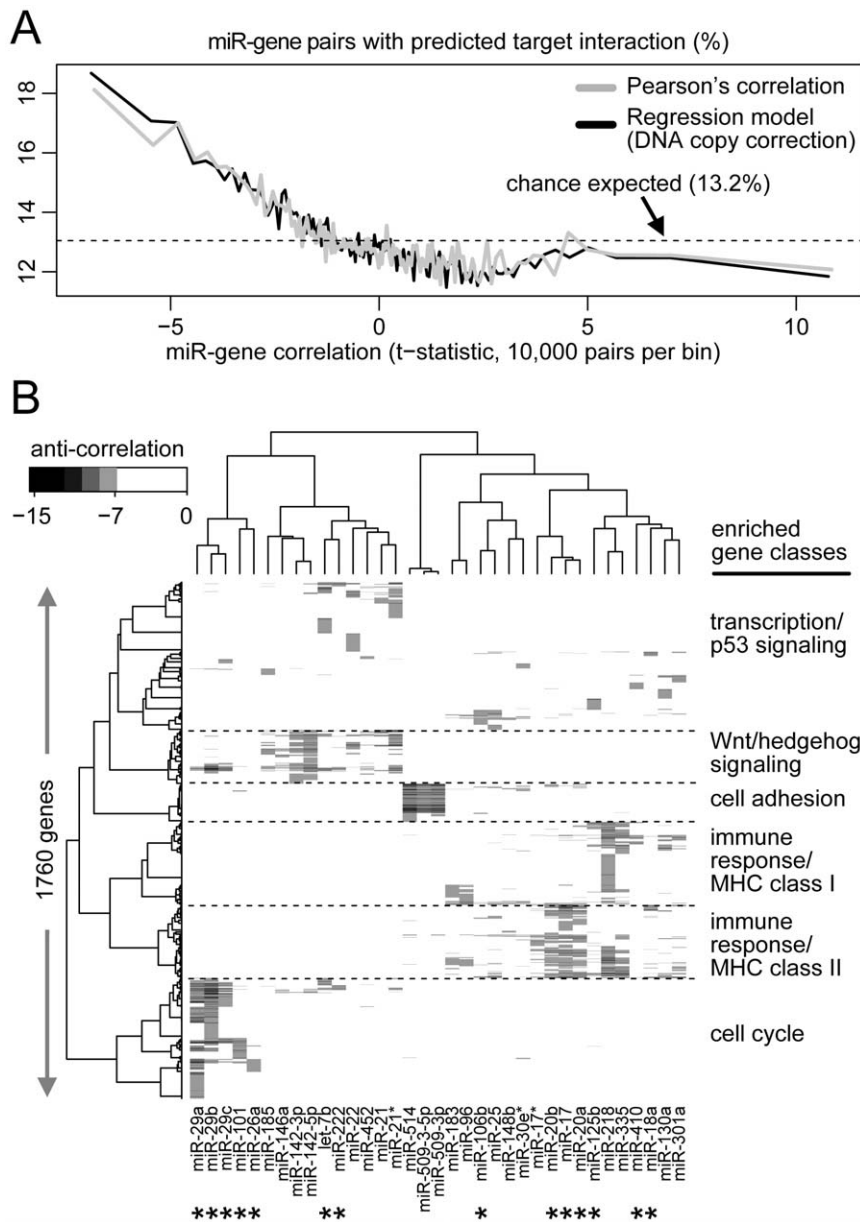 A
miR-gene pairs with predicted target interaction (%)
Pearson's correlation
Regression model
(DNA copy correction)
chance expected (13.2%)
18
16
14
12
−5
0
5
10
miR-gene correlation (t−statistic, 10,000 pairs per bin)
B
anti-correlation
−15
−7
0
enriched
gene classes
transcription/
p53 signaling
Wnt/hedgehog
signaling
cell adhesion
immune
response/
MHC class I
immune
response/
MHC class II
cell cycle
1760 genes
miR-29a
miR-29b
miR-29c
miR-101
miR-26a
miR-185
miR-146a
miR-142-3p
miR-142-5p
let-7b
miR-222
miR-22
miR-452
miR-21
miR-21*
miR-514
miR-509-3-5p
miR-509-3p
miR-183
miR-96
miR-106b
miR-25
miR-148b
miR-30e*
miR-17*
miR-20b
miR-17
miR-20a
miR-125b
miR-218
miR-335
miR-410
miR-18a
miR-130a
miR-301a
***** ** * **** **